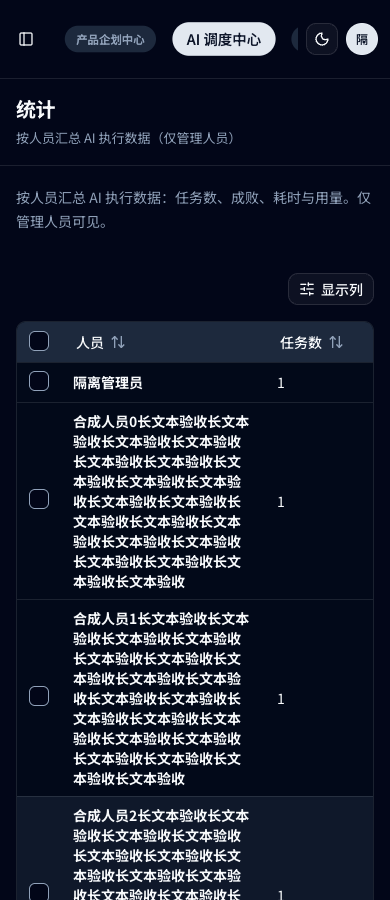 产品企划中心
AI 调度中心
隔
统计
按人员汇总 AI 执行数据（仅管理人员）
按人员汇总 AI 执行数据：任务数、成败、耗时与用量。仅
管理人员可见。
显示列
人员
任务数
隔离管理员
1
合成人员0长文本验收长文本
验收长文本验收长文本验收
长文本验收长文本验收长文
本验收长文本验收长文本验
收长文本验收长文本验收长
文本验收长文本验收长文本
验收长文本验收长文本验收
长文本验收长文本验收长文
本验收长文本验收
1
合成人员1长文本验收长文本
验收长文本验收长文本验收
长文本验收长文本验收长文
本验收长文本验收长文本验
收长文本验收长文本验收长
文本验收长文本验收长文本
验收长文本验收长文本验收
长文本验收长文本验收长文
本验收长文本验收
1
合成人员2长文本验收长文本
验收长文本验收长文本验收
长文本验收长文本验收长文
本验收长文本验收长文本验
收长文本验收长文本验收长
1